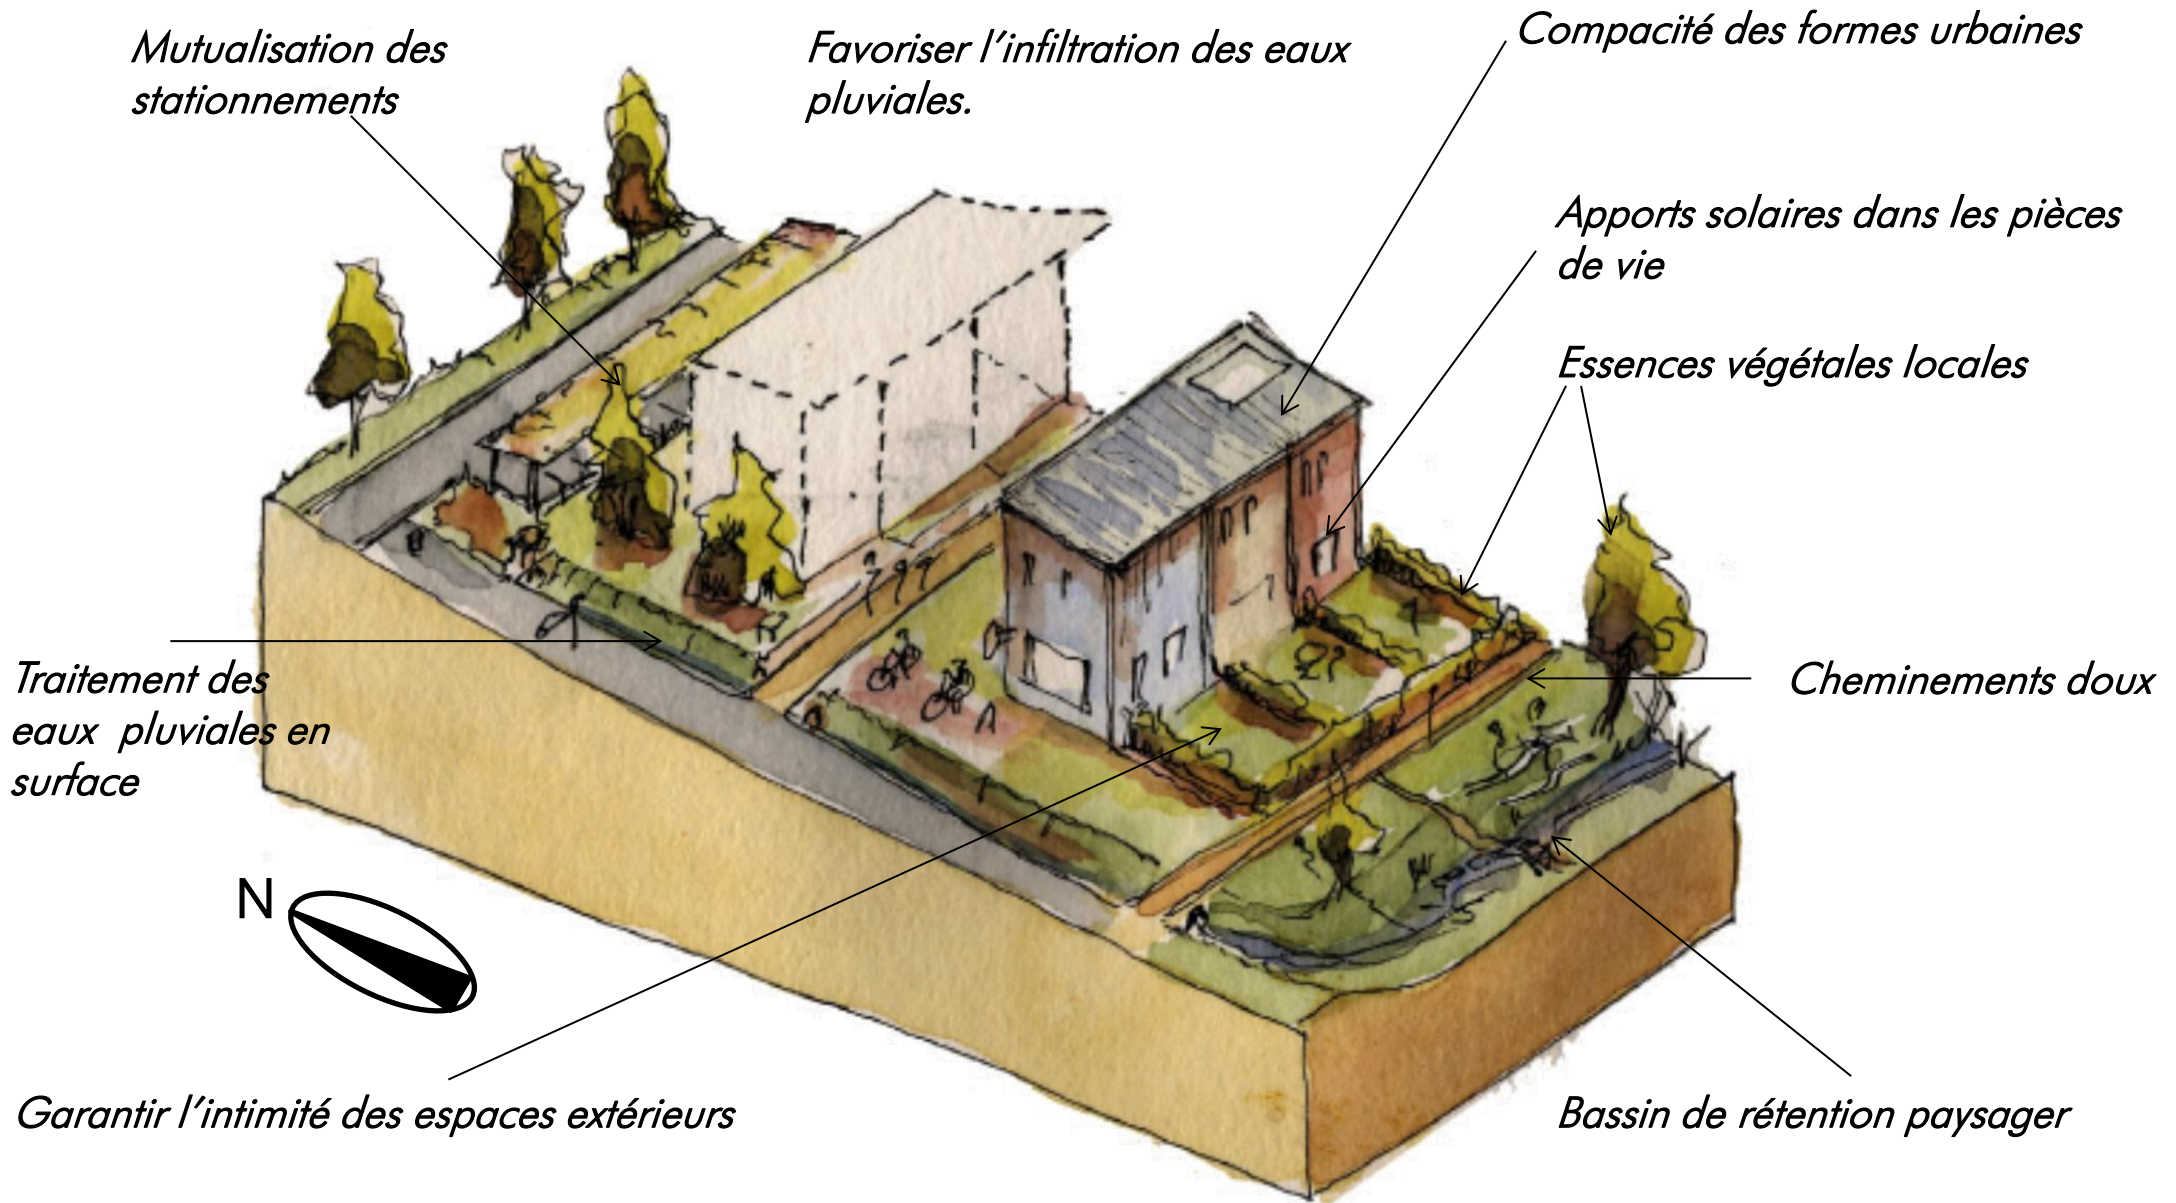 Mutualisation des
stationnements
Favoriser l'infiltration des eaux
pluviales.
Compacité des formes urbaines
Apports solaires dans les pièces
de vie
Essences végétales locales
Traitement des
eaux  pluviales en
surface
Cheminements doux
N
Garantir l'intimité des espaces extérieurs
Bassin de rétention paysager